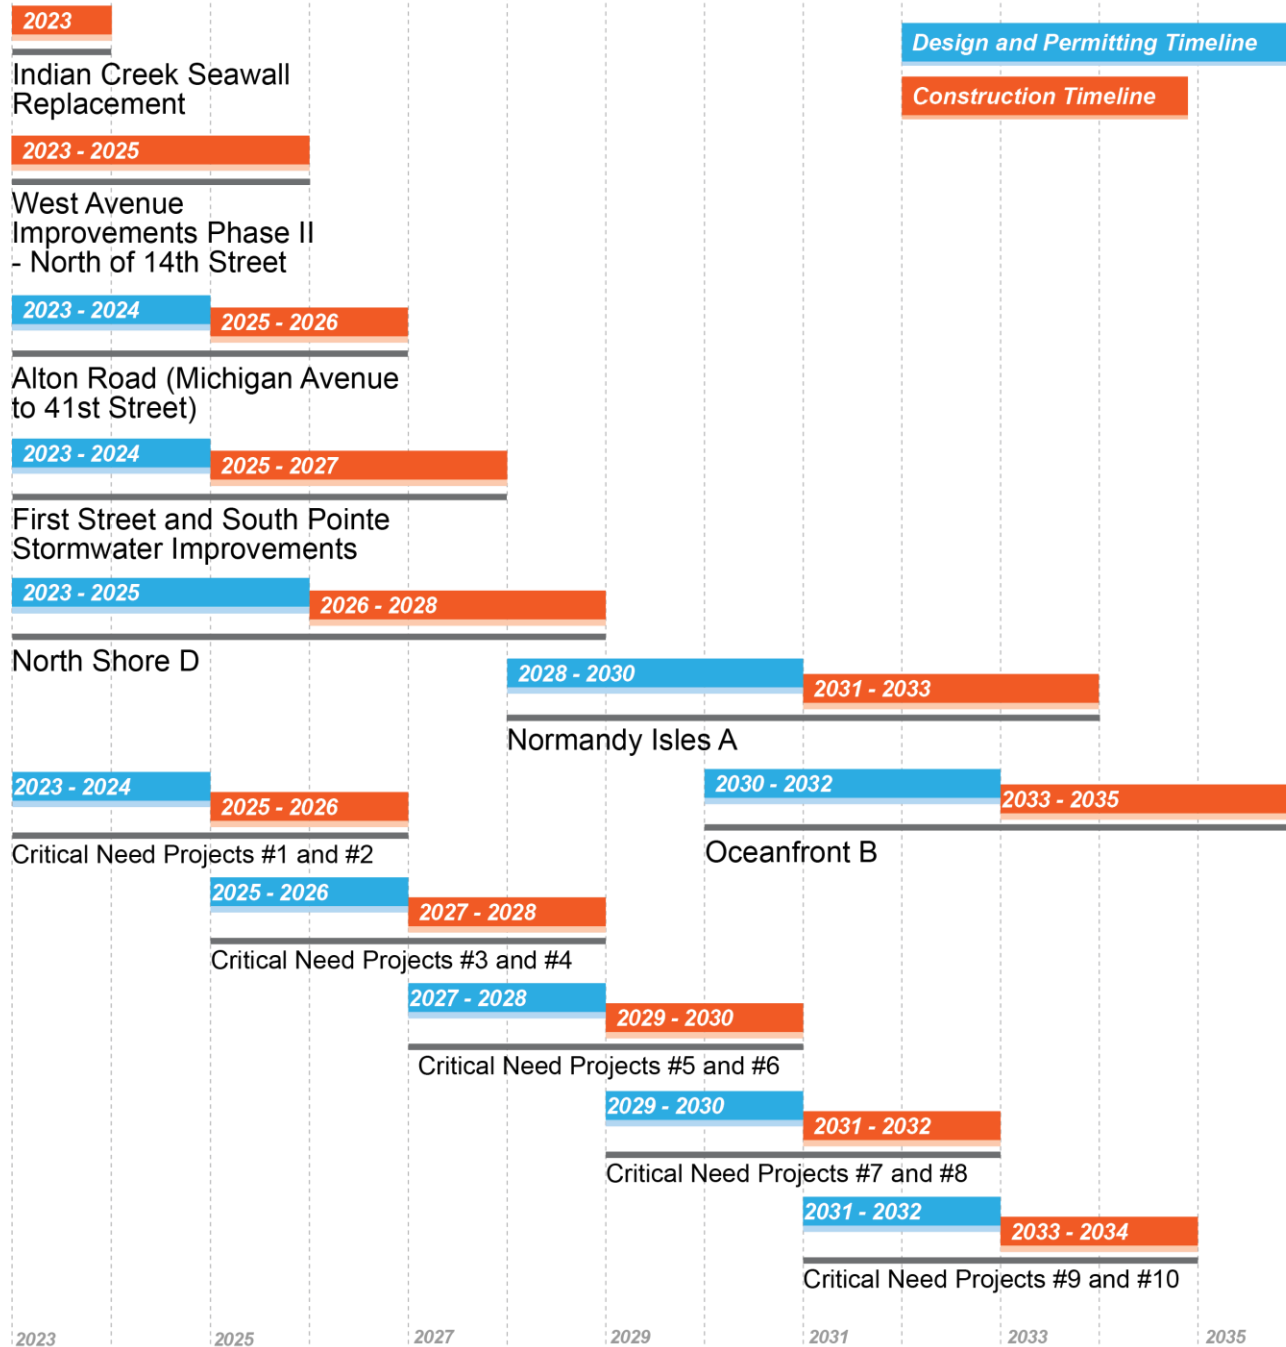 2023
Design and Permitting Timeline
Indian Creek Seawall
Replacement
Construction Timeline
2023 - 2025
West Avenue
Improvements Phase II
- North of 14th Street
2023 - 2024
2025 - 2026
Alton Road (Michigan Avenue
to 41st Street)
2023 - 2024
2025 - 2027
First Street and South Pointe
Stormwater Improvements
2023 - 2025
2026 - 2028
North Shore D
2028 - 2030
2031 - 2033
Normandy Isles A
2023 - 2024
2025 - 2026
Critical Need Projects #1 and #2
2030 - 2032
2033 - 2035
Oceanfront B
2025 - 2026
2027 - 2028
Critical Need Projects #3 and #4
2027 - 2028
2029 - 2030
Critical Need Projects #5 and #6
2029 - 2030
2031 - 2032
Critical Need Projects #7 and #8
2031 - 2032
2033 - 2034
Critical Need Projects #9 and #10
2023 2025 2027 2029 2031 2033 2035